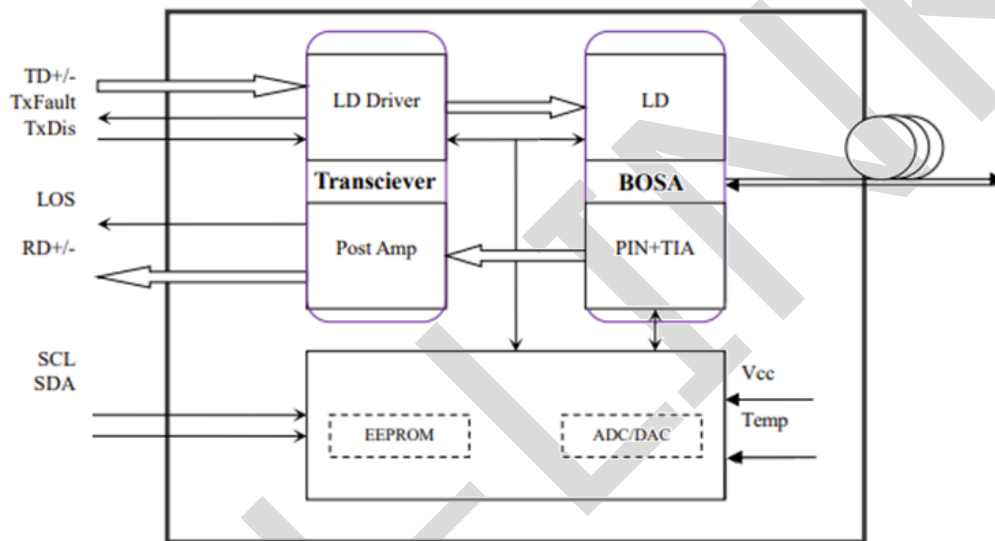 TD+/-
TxFault
TxDis
LOS
RD+/-
SCL
SDA
LD Driver
Transciever
Post Amp
LD
BOSA
PIN+TIA
EEPROM
ADC/DAC
Vcc
Temp
-LINK